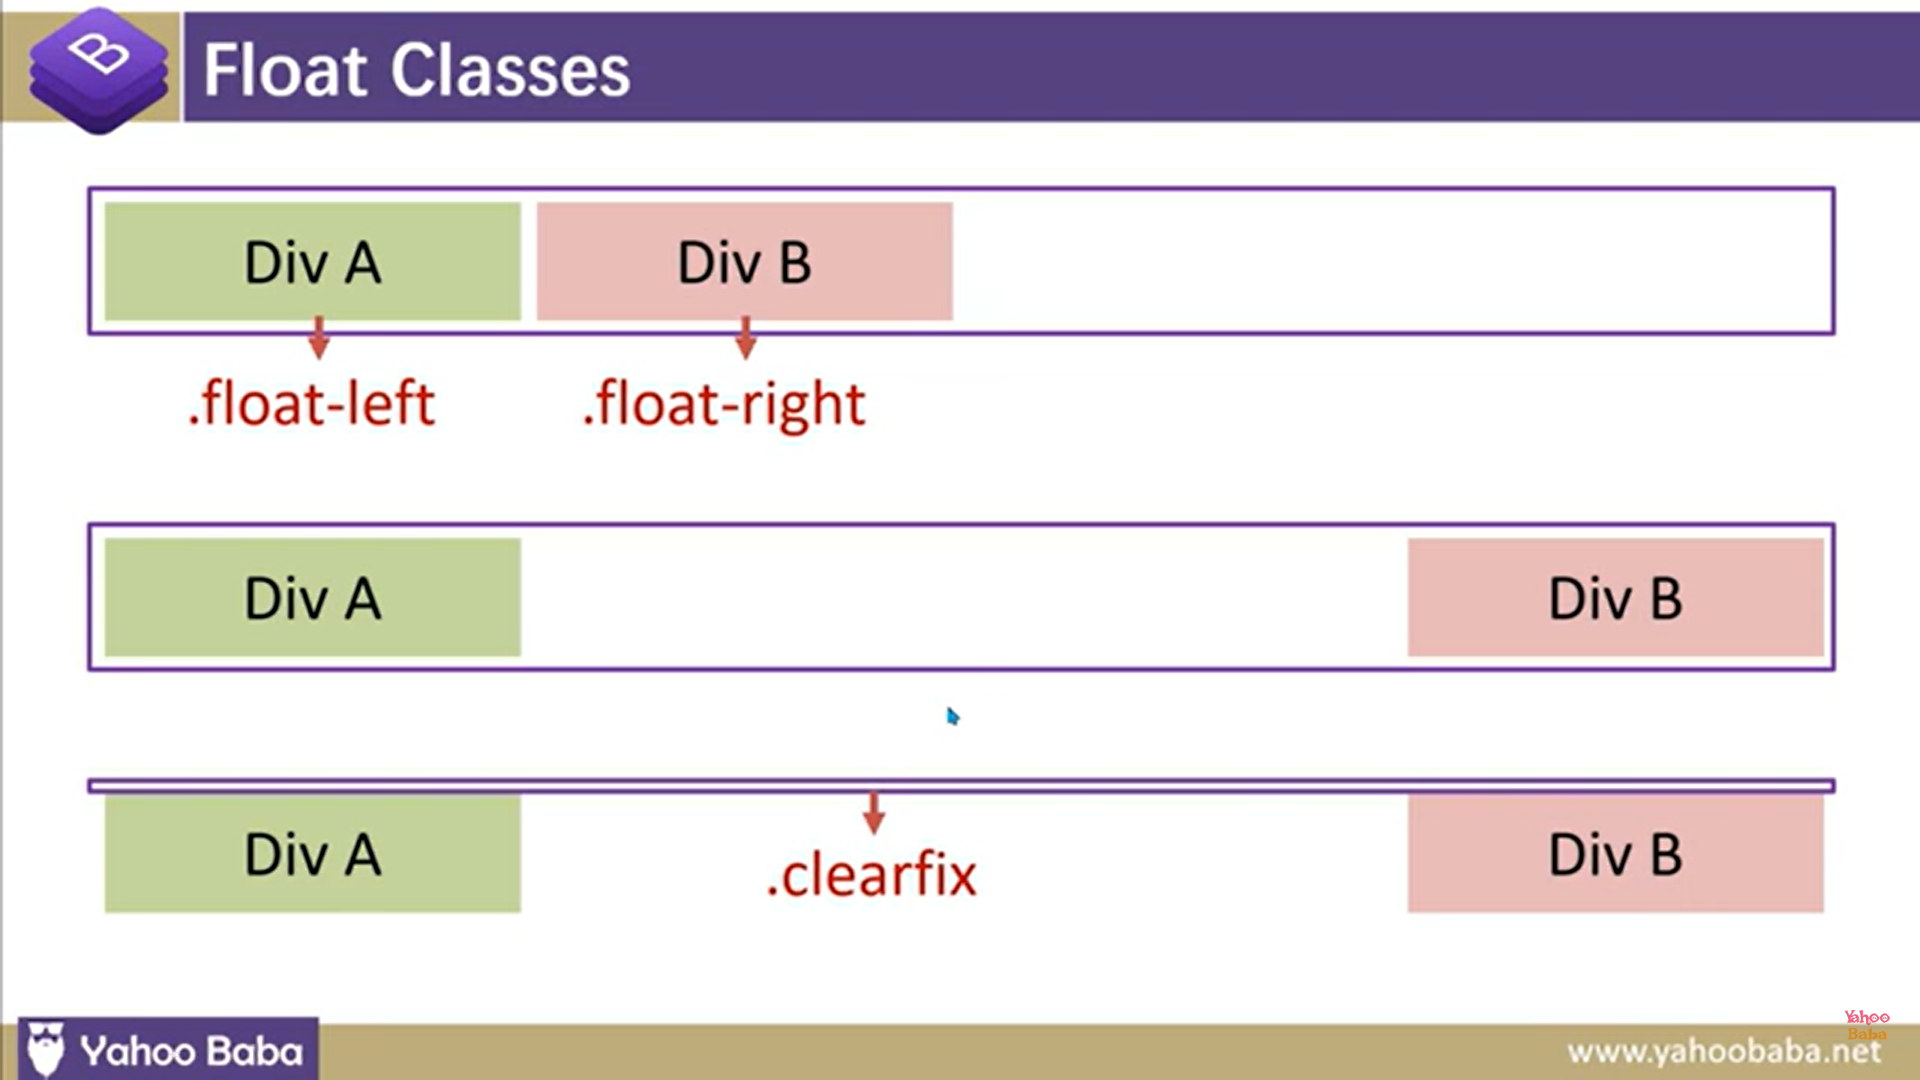 B
Float Classes
Div A
Div B
.float-left
.float-right
Div A
Div B
Div A
.clearfix
Div B
Yahoo Baba
Yahoo
Baba
www.yahoobaba.net